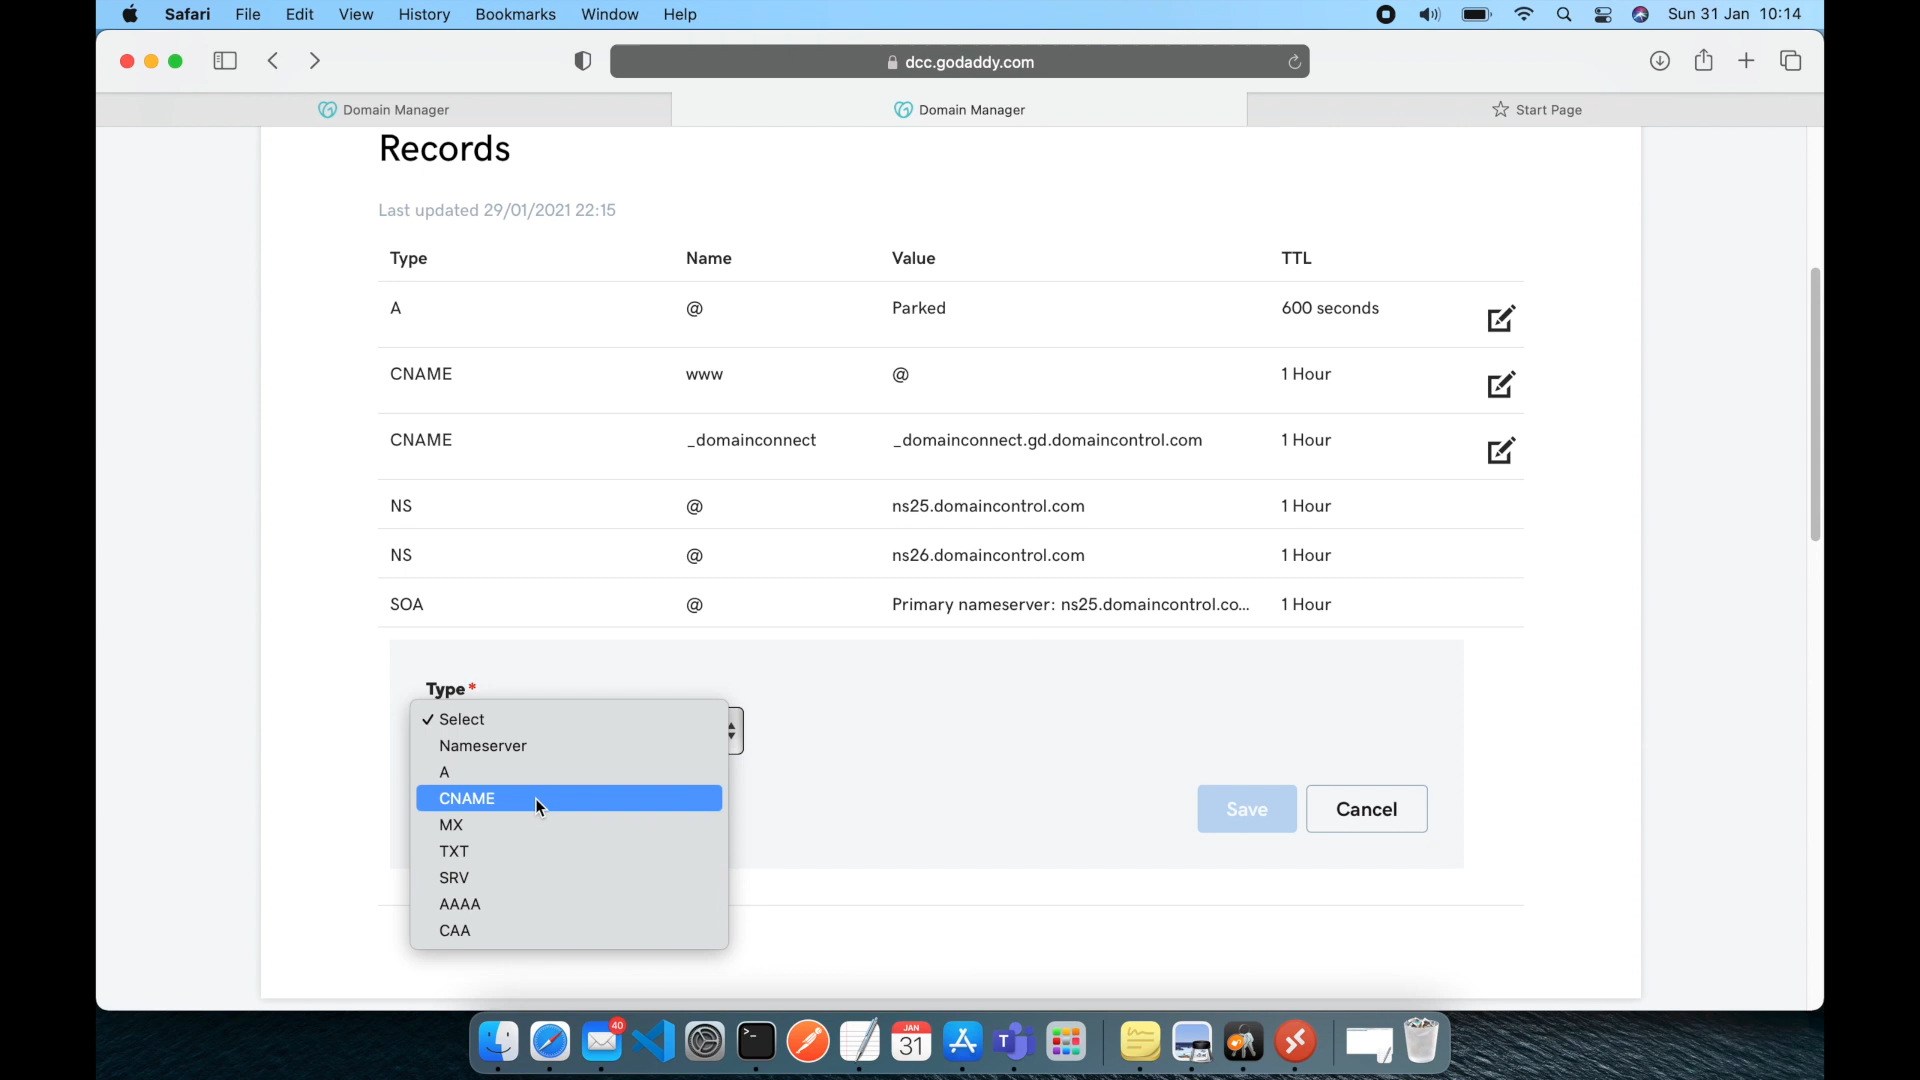 Safari File Edit View History Bookmarks Window Help Sun 31 Jan 10:14
dcc.godaddy.com
Domain Manager Domain Manager Start Page
Records
Last updated 29/01/2021 22:15
Type Name Value TTL
A @ Parked 600 seconds
CNAME www @ 1 Hour
CNAME _domainconnect _domainconnect.gd.domaincontrol.com 1 Hour
NS @ ns25.domaincontrol.com 1 Hour
NS @ ns26.domaincontrol.com 1 Hour
SOA @ Primary nameserver: ns25.domaincontrol.co... 1 Hour
Type *
✓ Select
Nameserver
A
CNAME
MX
TXT
SRV
AAAA
CAA
Save Cancel
40
JAN
31
T